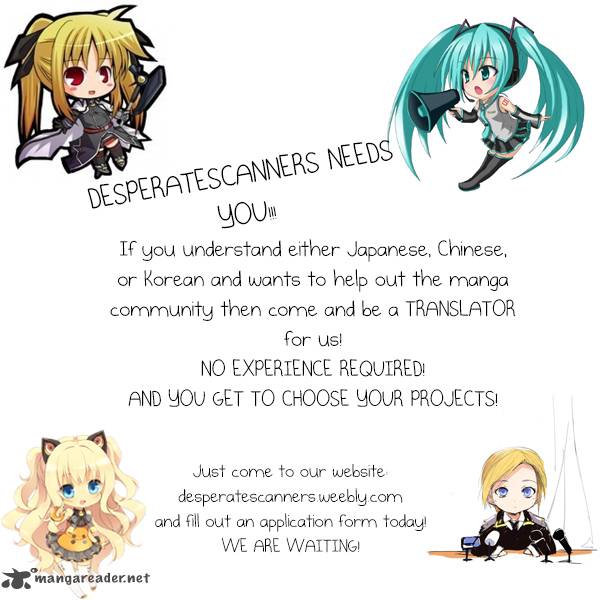 DESPERATESCANNERS NEEDS
YOU!!!
If you understand either Japanese, Chinese,
or Korean and wants to help out the manga
community then come and be a TRANSLATOR
for us!
NO EXPERIENCE REQUIRED!
AND YOU GET TO CHOOSE YOUR PROJECTS!
Just come to our website:
desperatescanners.weebly.com
and fill out an application form today!
WE ARE WAITING!
mangareader.net